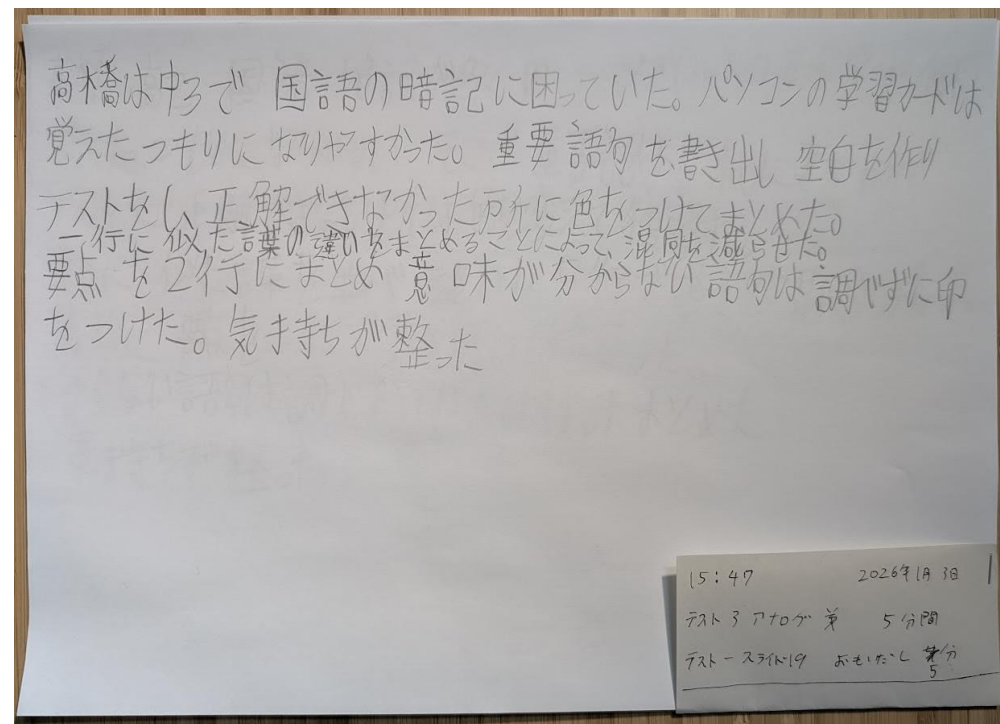 高橋は中3で 国語の暗記に困っていた。パソコンの学習カードは
覚えたつもりになりやすかった。 重要語句を書き出し 空白を作り
テストをし、正解できなかった所に色をつけてまとめた。
一行に似た言葉の違いをまとめることによって、混同を減らせた。
要点を2行にまとめ 意味が分からない語句は調べずに印
をつけた。気持ちが整った
15:47 2026年1月3日
テスト3 アナログ 5分間
テスト－スライド19 おもいだし 5分